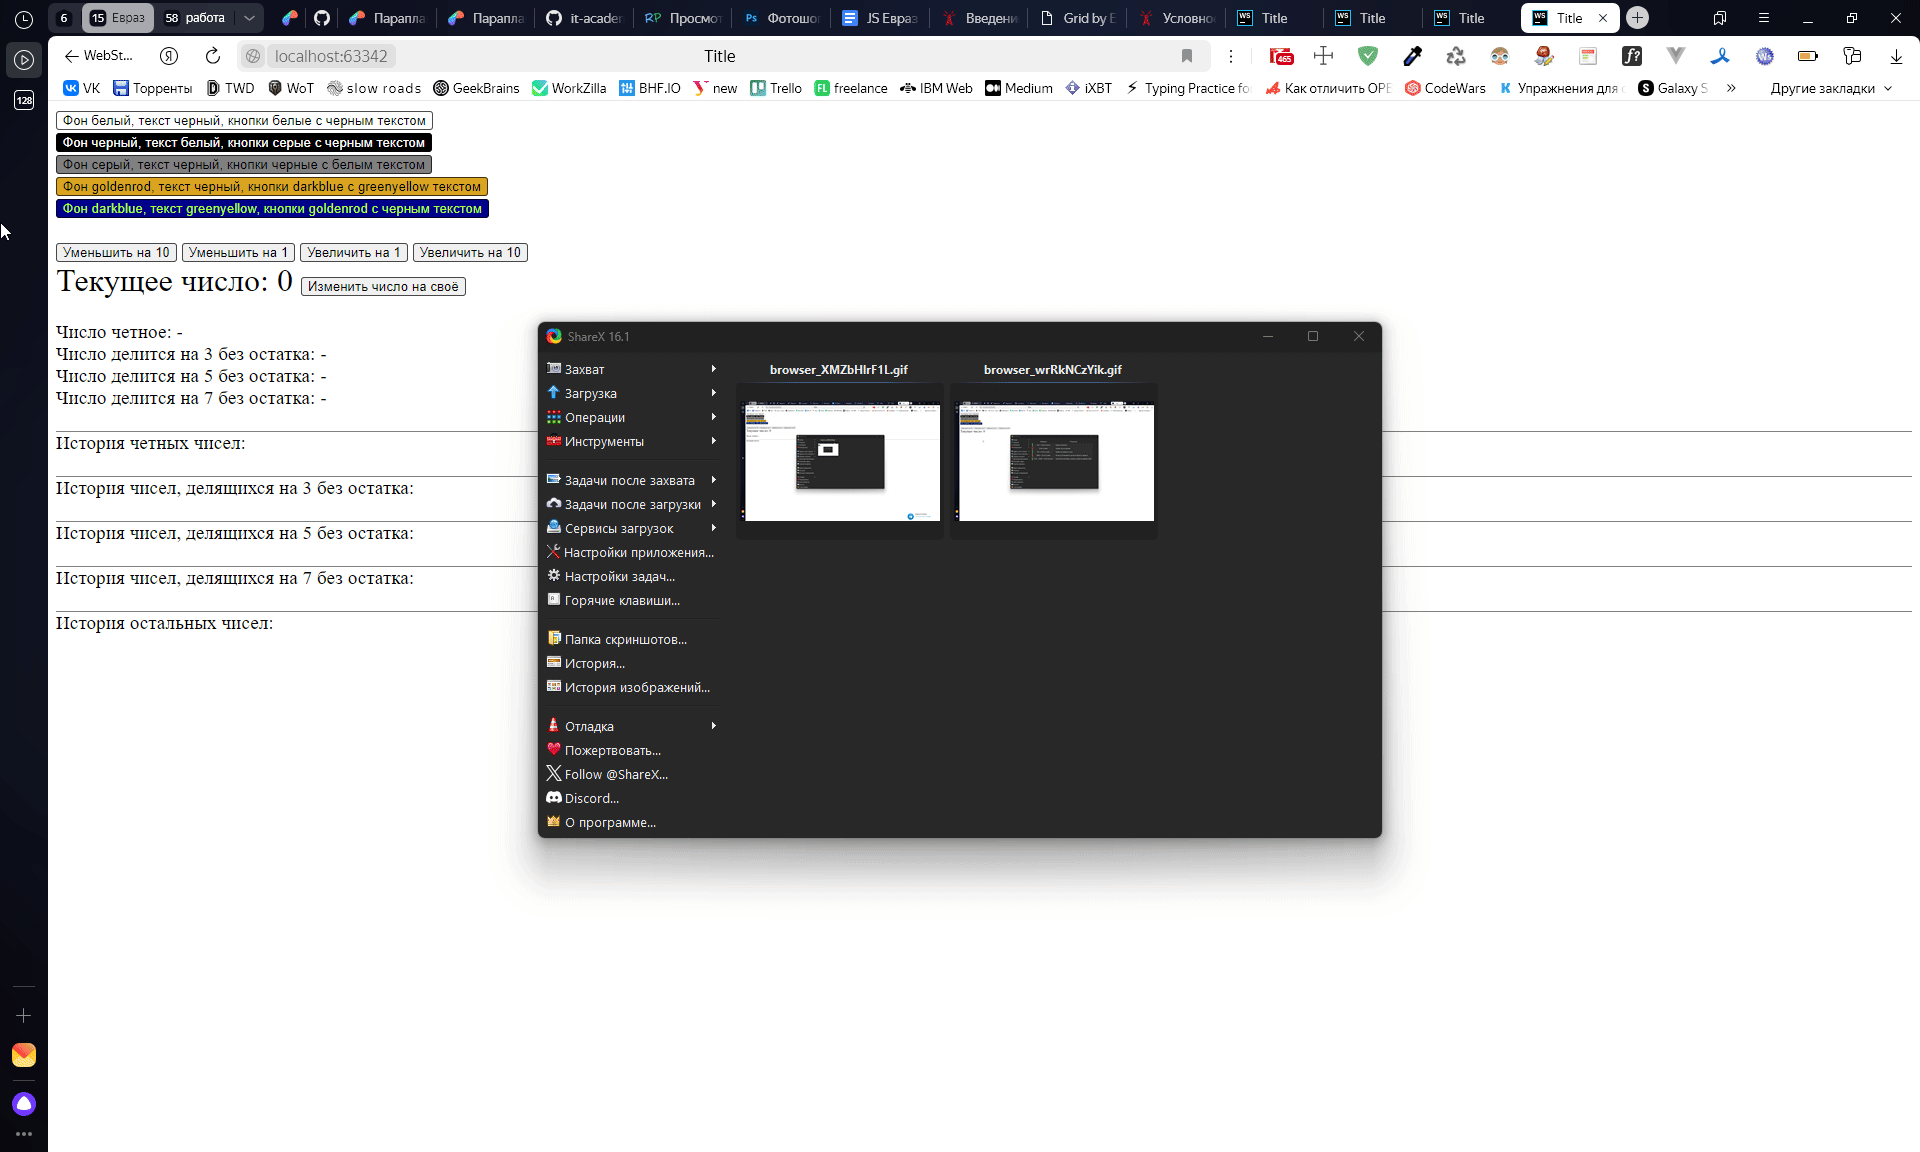 6
15 Евраз
58 работа
Парапла
Парапла
it-acader
Просмот
Фотошог
JS Евраз
Введени
Grid by E
Условнс
Title
Title
Title
Title
WebSt...
localhost:63342
Title
465
128
VK
Торренты
TWD
WoT
slow roads
GeekBrains
WorkZilla
BHF.IO
new
Trello
freelance
IBM Web
Medium
iXBT
Typing Practice fo
Как отличить OPE
CodeWars
Упражнения для
Galaxy S
Другие закладки
Фон белый, текст черный, кнопки белые с черным текстом
Фон черный, текст белый, кнопки серые с черным текстом
Фон серый, текст черный, кнопки черные с белым текстом
Фон goldenrod, текст черный, кнопки darkblue с greenyellow текстом
Фон darkblue, текст greenyellow, кнопки goldenrod с черным текстом
Уменьшить на 10 Уменьшить на 1 Увеличить на 1 Увеличить на 10
Текущее число: 0 Изменить число на своё
Число четное: -
Число делится на 3 без остатка: -
Число делится на 5 без остатка: -
Число делится на 7 без остатка: -
История четных чисел:
История чисел, делящихся на 3 без остатка:
История чисел, делящихся на 5 без остатка:
История чисел, делящихся на 7 без остатка:
История остальных чисел:
ShareX 16.1
Захват
Загрузка
Операции
Инструменты
Задачи после захвата
Задачи после загрузки
Сервисы загрузок
Настройки приложения...
Настройки задач...
Горячие клавиши...
Папка скриншотов...
История...
История изображений...
Отладка
Пожертвовать...
Follow @ShareX...
Discord...
О программе...
browser_XMZbHIrF1L.gif
browser_wrRkNCzYik.gif